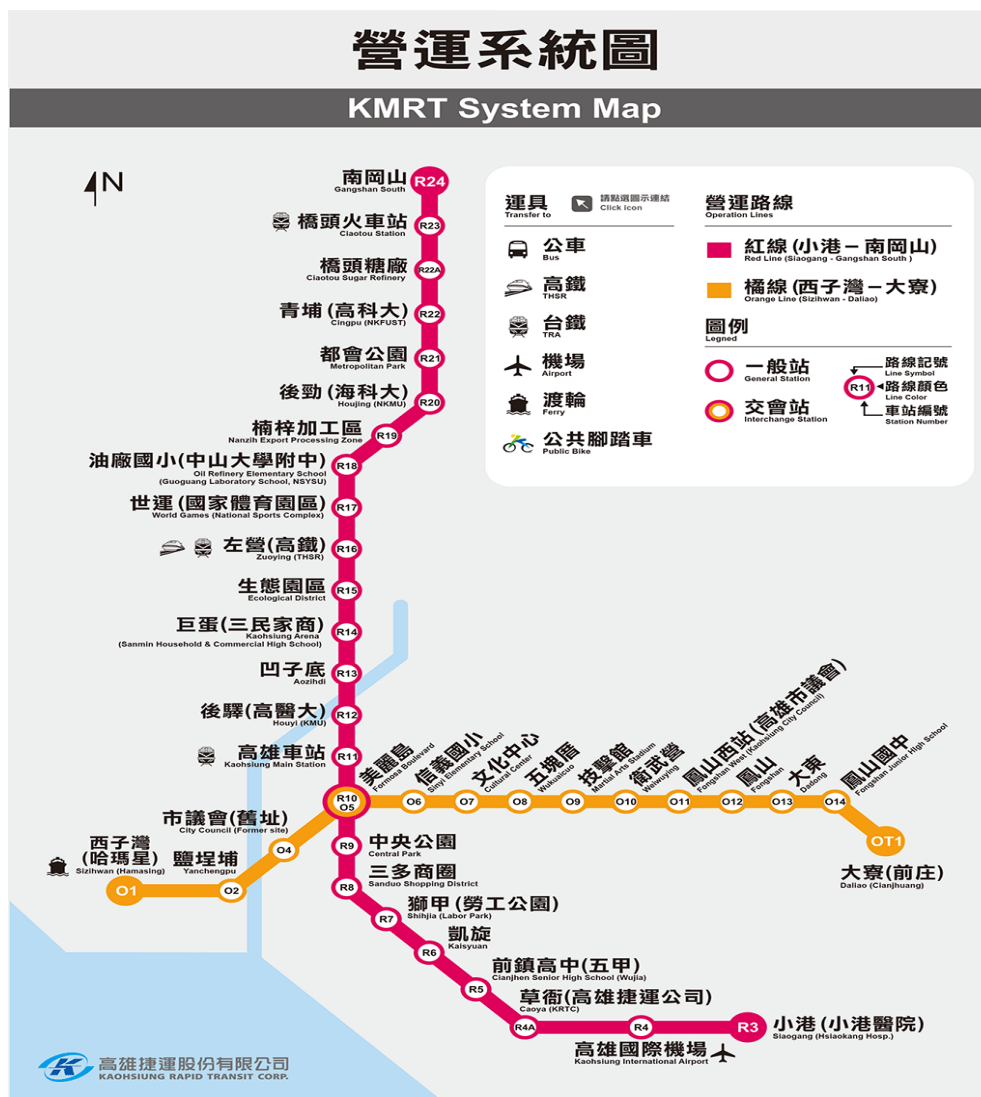 營運系統圖
KMRT System Map
N
南岡山
Gangshan South
R24
橋頭火車站
Ciaotou Station
R23
橋頭糖廠
Ciaotou Sugar Refinery
R22A
青埔(高科大)
Cingpu (NKFUST)
R22
都會公園
Metropolitan Park
R21
後勁(海科大)
Houjing (NKMU)
R20
楠梓加工區
Nanzih Export Processing Zone
R19
油廠國小(中山大學附中)
Oil Refinery Elementary School
(Guoguang Laboratory School, NSYSU)
R18
世運(國家體育園區)
World Games (National Sports Complex)
R17
左營(高鐵)
Zuoying (THSR)
R16
生態園區
Ecological District
R15
巨蛋(三民家商)
Kaohsiung Arena
(Sanmin Household & Commercial High School)
R14
凹子底
Aozihdi
R13
後驛(高醫大)
Houyi (KMU)
R12
高雄車站
Kaohsiung Main Station
R11
運具
Transfer to
請點選圖示連結
Click icon
公車
Bus
高鐵
THSR
台鐵
TRA
機場
Airport
渡輪
Ferry
公共腳踏車
Public Bike
營運路線
Operation Lines
紅線(小港－南岡山)
Red Line (Siaogang - Gangshan South )
橘線(西子灣－大寮)
Orange Line (Sizihwan - Daliao)
圖例
Legned
一般站
General Station
交會站
Interchange Station
R11
路線記號
Line Symbol
路線顏色
Line Color
車站編號
Station Number
R10
O5
美麗島
Formosa Boulevard
信義國小
Sinyi Elementary School
O6
文化中心
Cultural Center
O7
五塊厝
Wukuaicuo
O8
技擊館
Martial Arts Stadium
O9
衛武營
Weiwuying
O10
鳳山西站(高雄市議會)
Fongshan West (Kaohsiung City Council)
O11
鳳山
Fongshan
O12
大東
Dadong
O13
鳳山國中
Fongshan Junior High School
O14
OT1
大寮(前庄)
Daliao (Cianjhuang)
市議會(舊址)
City Council (Former site)
O4
西子灣
(哈瑪星)
Sizihwan (Hamasing)
O1
鹽埕埔
Yanchengpu
O2
R9
中央公園
Central Park
R8
三多商圈
Sanduo Shopping District
R7
獅甲(勞工公園)
Shihjia (Labor Park)
R6
凱旋
Kaisyuan
R5
前鎮高中(五甲)
Cianjhen Senior High School (Wujia)
草衙(高雄捷運公司)
Caoya (KRTC)
R4A
R4
高雄國際機場
Kaohsiung International Airport
R3
小港(小港醫院)
Siaogang (Hsiaokang Hosp.)
高雄捷運股份有限公司
KAOHSIUNG RAPID TRANSIT CORP.